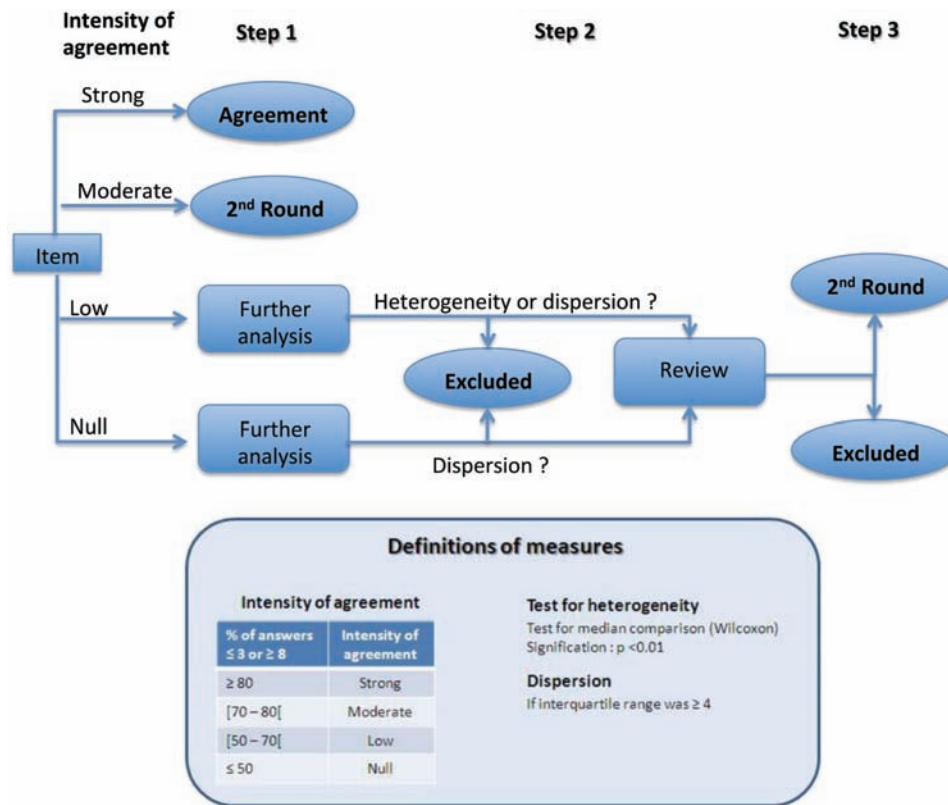 Intensity of
agreement
Step 1
Step 2
Step 3
Strong
Agreement
Moderate
2nd Round
Item
Low
Further
analysis
Heterogeneity or dispersion ?
2nd Round
Excluded
Review
Null
Further
analysis
Dispersion ?
Excluded
Definitions of measures
Intensity of agreement
% of answers
≤ 3 or ≥ 8
Intensity of
agreement
≥ 80 Strong
[70 – 80[ Moderate
[50 – 70[ Low
≤ 50 Null
Test for heterogeneity
Test for median comparison (Wilcoxon)
Signification : p <0.01
Dispersion
If interquartile range was ≥ 4